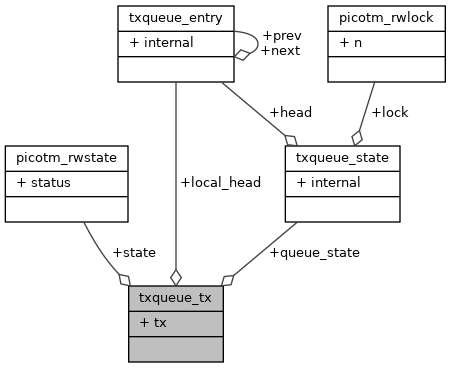 txqueue_entry
+ internal
+prev
+next
picotm_rwlock
+ n
+head
+lock
picotm_rwstate
+ status
+local_head
txqueue_state
+ internal
+state
+queue_state
txqueue_tx
+ tx